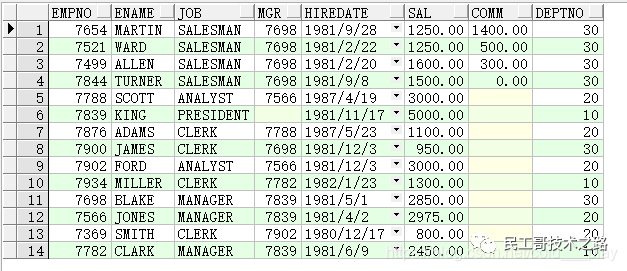 EMPNO ENAME JOB MGR HIREDATE SAL COMM DEPTNO
1 7654 MARTIN SALESMAN 7698 1981/9/28 1250.00 1400.00 30
2 7521 WARD SALESMAN 7698 1981/2/22 1250.00 500.00 30
3 7499 ALLEN SALESMAN 7698 1981/2/20 1600.00 300.00 30
4 7844 TURNER SALESMAN 7698 1981/9/8 1500.00 0.00 30
5 7788 SCOTT ANALYST 7566 1987/4/19 3000.00 20
6 7839 KING PRESIDENT 1981/11/17 5000.00 10
7 7876 ADAMS CLERK 7788 1987/5/23 1100.00 20
8 7900 JAMES CLERK 7698 1981/12/3 950.00 30
9 7902 FORD ANALYST 7566 1981/12/3 3000.00 20
10 7934 MILLER CLERK 7782 1982/1/23 1300.00 10
11 7698 BLAKE MANAGER 7839 1981/5/1 2850.00 30
12 7566 JONES MANAGER 7839 1981/4/2 2975.00 20
13 7369 SMITH CLERK 7902 1980/12/17 800.00 20
14 7782 CLARK MANAGER 7839 1981/6/9 2450.00 10
民工哥技术之路